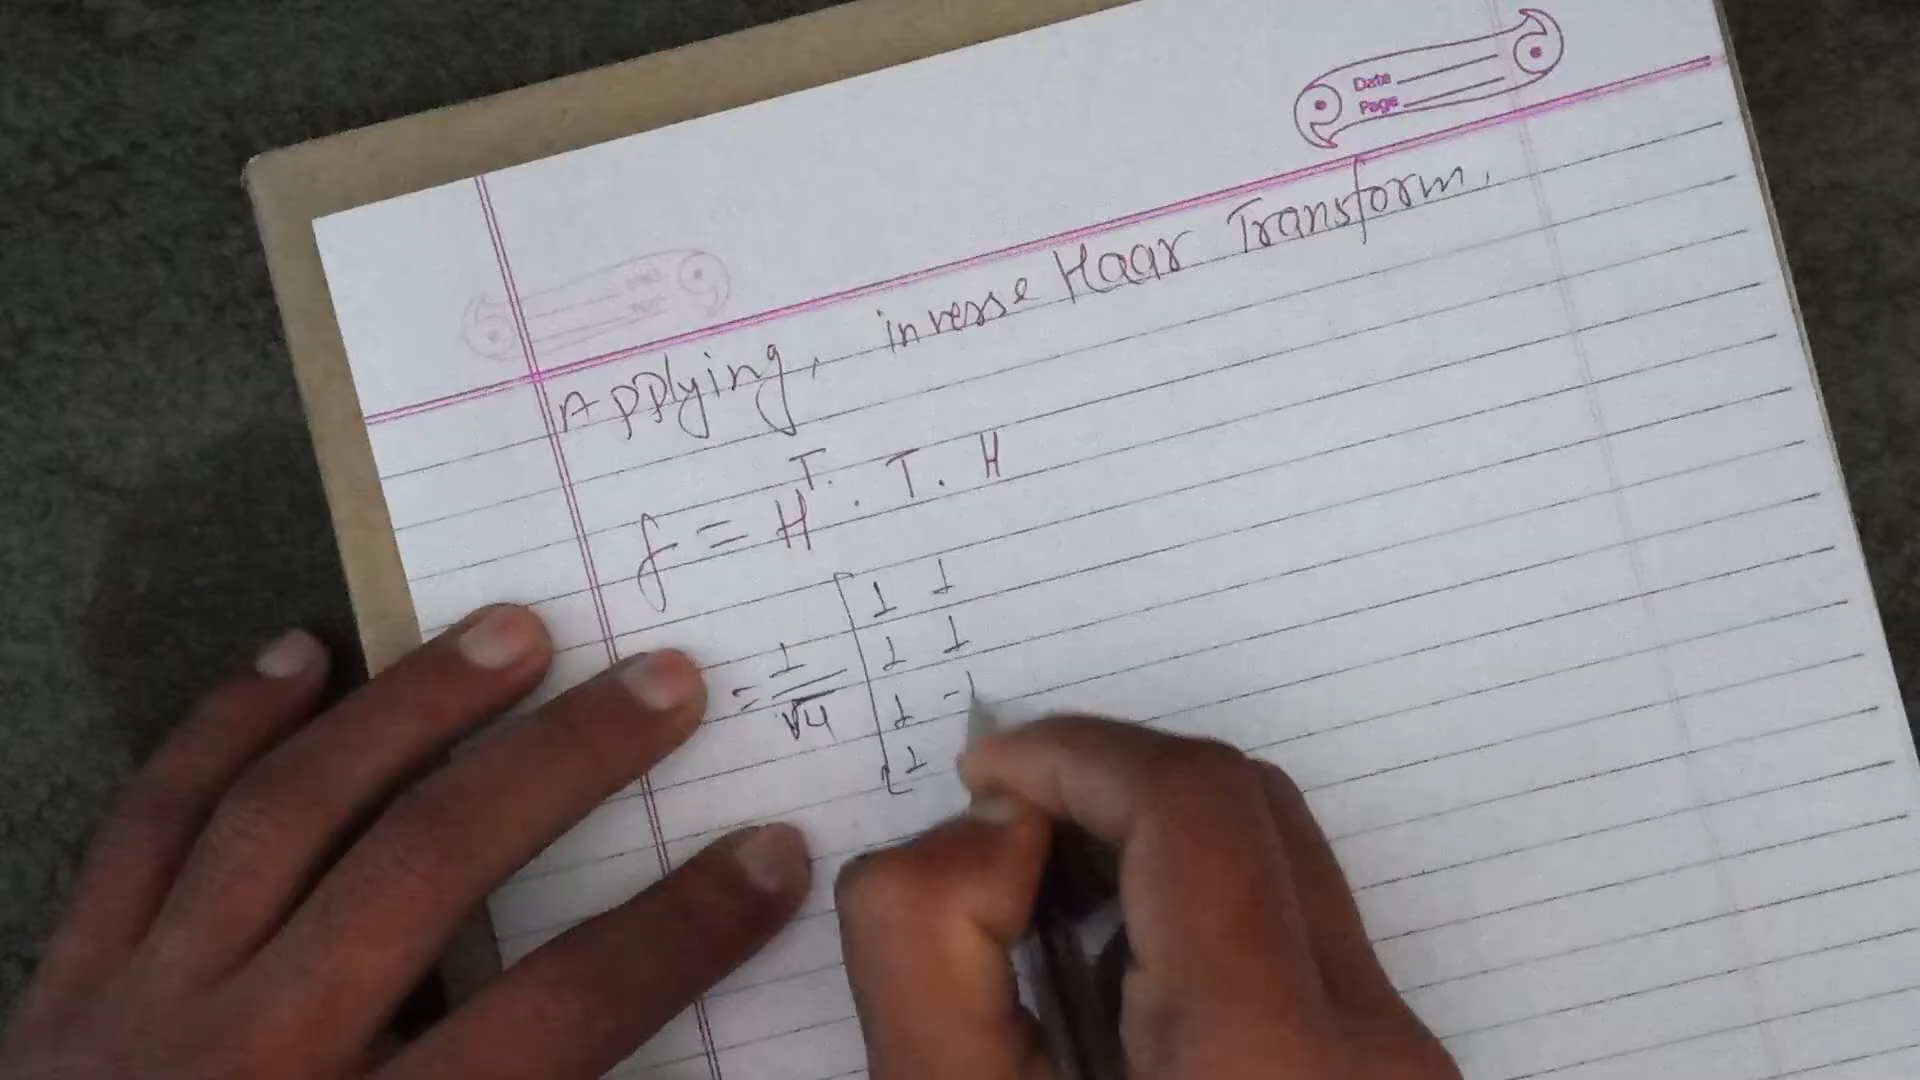 Date
Page
Applying, inverse Haar Transform.
f = H^T. . T. H
= 1/√4 [ 1 1
1 1
1 -1
1